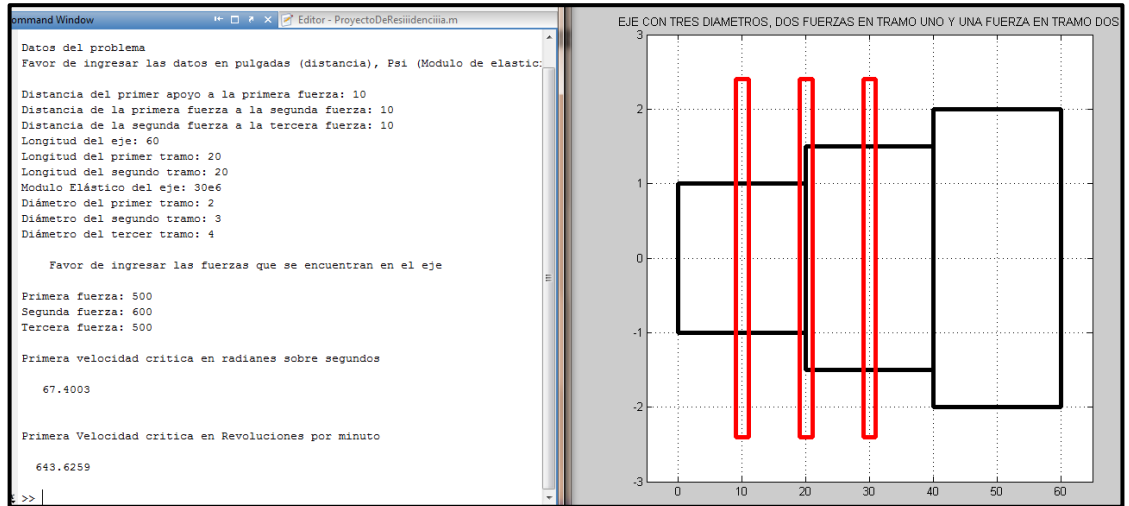 ommand Window
Editor - ProyectoDeResiiidenciiia.m
Datos del problema
Favor de ingresar las datos en pulgadas (distancia), Psi (Modulo de elastic
Distancia del primer apoyo a la primera fuerza: 10
Distancia de la primera fuerza a la segunda fuerza: 10
Distancia de la segunda fuerza a la tercera fuerza: 10
Longitud del eje: 60
Longitud del primer tramo: 20
Longitud del segundo tramo: 20
Modulo Elástico del eje: 30e6
Diámetro del primer tramo: 2
Diámetro del segundo tramo: 3
Diámetro del tercer tramo: 4
Favor de ingresar las fuerzas que se encuentran en el eje
Primera fuerza: 500
Segunda fuerza: 600
Tercera fuerza: 500
Primera velocidad critica en radianes sobre segundos
67.4003
Primera Velocidad critica en Revoluciones por minuto
643.6259
>>
EJE CON TRES DIAMETROS, DOS FUERZAS EN TRAMO UNO Y UNA FUERZA EN TRAMO DOS
3
2
1
0
-1
-2
-3
0 10 20 30 40 50 60